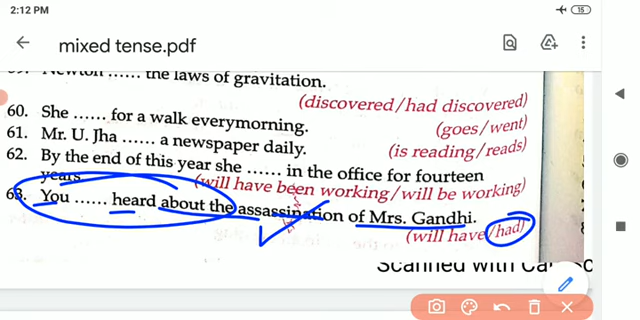 2:12 PM
15
mixed tense.pdf
Newton ...... the laws of gravitation.
(discovered/had discovered)
60. She ...... for a walk everymorning.
(goes/went)
61. Mr. U. Jha ...... a newspaper daily.
(is reading/reads)
62. By the end of this year she ...... in the office for fourteen
years.
(will have been working/will be working)
63. You ...... heard about the assassination of Mrs. Gandhi.
(will have/had)
Scanned with